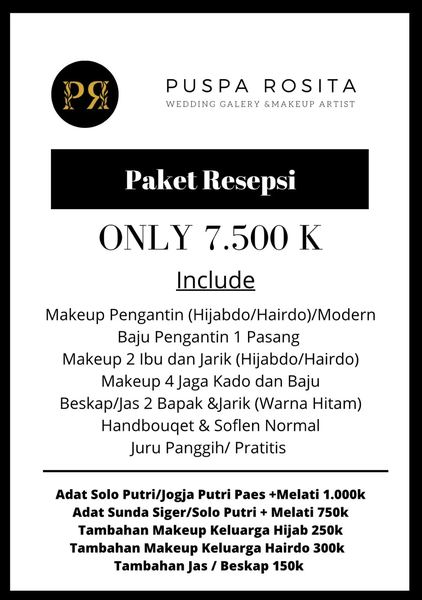 PR
PUSPA ROSITA
WEDDING GALERY &MAKEUP ARTIST
Paket Resepsi
ONLY 7.500 K
Include
Makeup Pengantin (Hijabdo/Hairdo)/Modern
Baju Pengantin 1 Pasang
Makeup 2 Ibu dan Jarik (Hijabdo/Hairdo)
Makeup 4 Jaga Kado dan Baju
Beskap/Jas 2 Bapak &Jarik (Warna Hitam)
Handbouqet & Soflen Normal
Juru Panggih/ Pratitis
Adat Solo Putri/Jogja Putri Paes +Melati 1.000k
Adat Sunda Siger/Solo Putri + Melati 750k
Tambahan Makeup Keluarga Hijab 250k
Tambahan Makeup Keluarga Hairdo 300k
Tambahan Jas / Beskap 150k